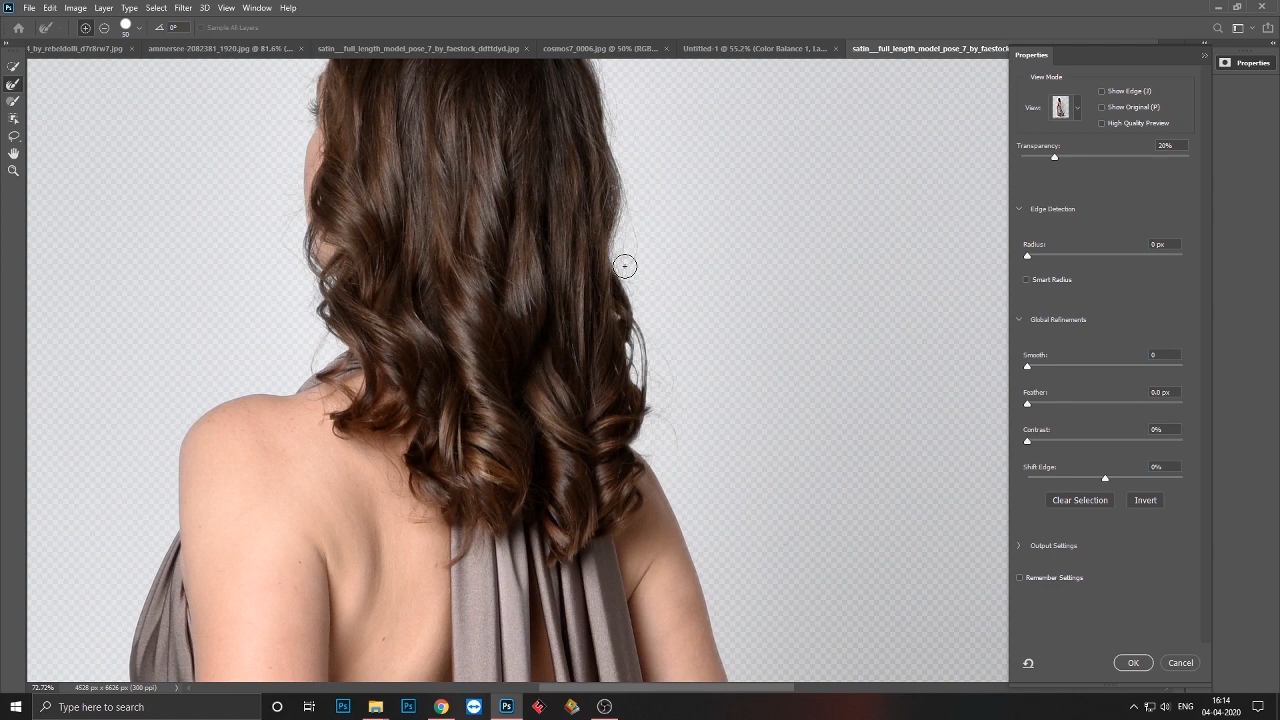 File Edit Image Layer Type Select Filter 3D View Window Help
50
0°
Sample All Layers
4_by_rebeldolli_d7r8rw7.jpg
ammersee-2082381_1920.jpg @ 81.6% (...
satin__full_length_model_pose_7_by_faestock_ddtfdyd.jpg
cosmos7_0006.jpg @ 50% (RGB...
Untitled-1 @ 55.2% (Color Balance 1, La...
satin__full_length_model_pose_7_by_faestock
Properties
Properties
View Mode
Show Edge (J)
View:
Show Original (P)
High Quality Preview
Transparency:
20%
Edge Detection
Radius:
0 px
Smart Radius
Global Refinements
Smooth:
0
Feather:
0.0 px
Contrast:
0%
Shift Edge:
0%
Clear Selection
Invert
Output Settings
Remember Settings
OK
Cancel
72.72%
4528 px x 6626 px (300 ppi)
Type here to search
ENG
16:14
04-04-2020